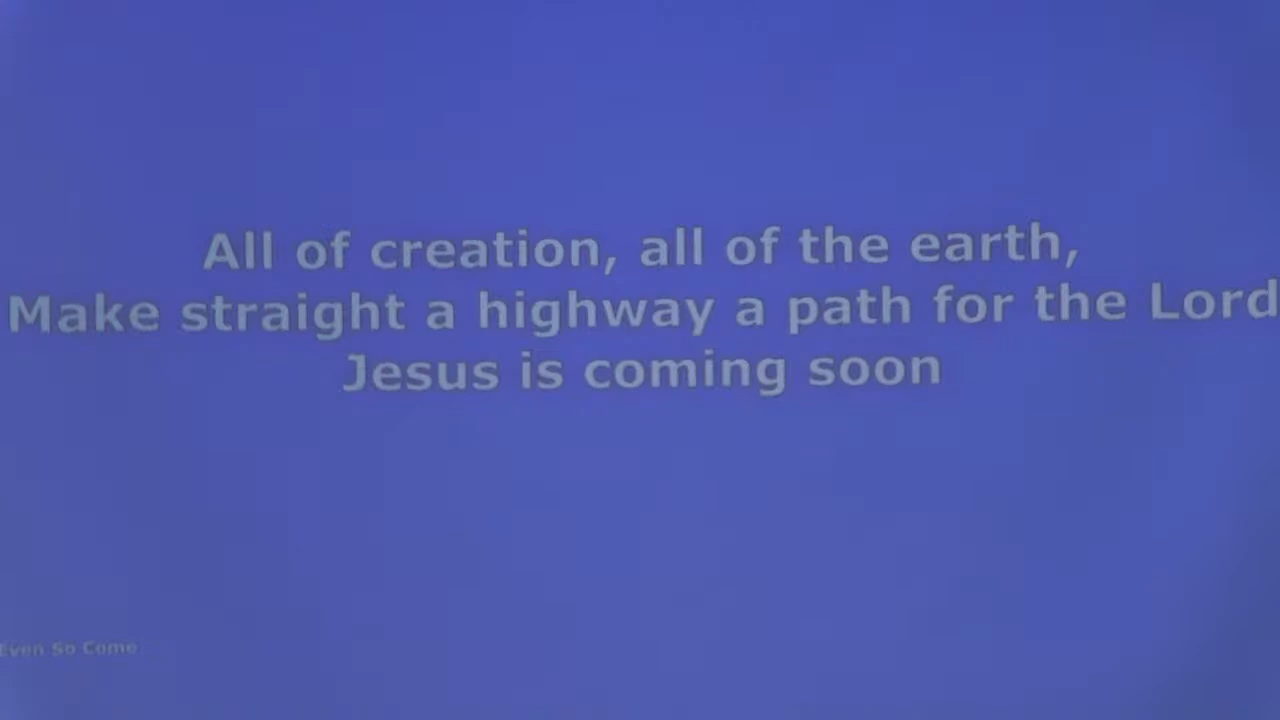 All of creation, all of the earth,
Make straight a highway a path for the Lord
Jesus is coming soon
Even So Come